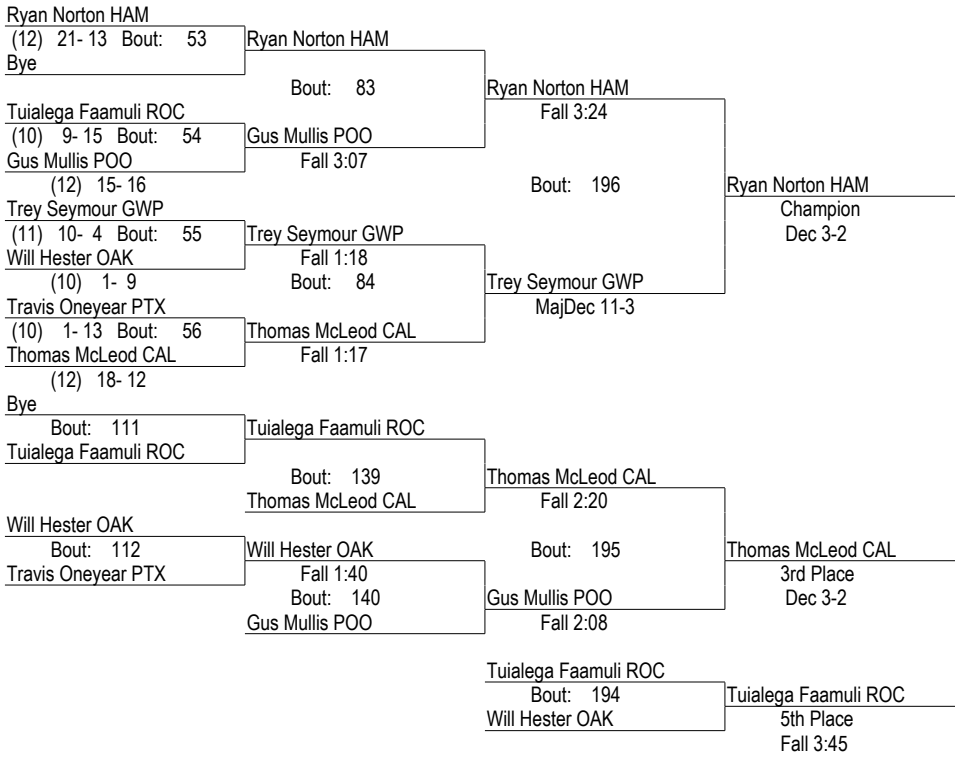 Ryan Norton HAM
(12) 21- 13 Bout: 53 Ryan Norton HAM
Bye
Bout: 83 Ryan Norton HAM
Tuialega Faamuli ROC Fall 3:24
(10) 9- 15 Bout: 54 Gus Mullis POO
Gus Mullis POO Fall 3:07
(12) 15- 16 Bout: 196 Ryan Norton HAM
Trey Seymour GWP Champion
(11) 10- 4 Bout: 55 Trey Seymour GWP Dec 3-2
Will Hester OAK Fall 1:18
(10) 1- 9 Bout: 84 Trey Seymour GWP
Travis Oneyear PTX MajDec 11-3
(10) 1- 13 Bout: 56 Thomas McLeod CAL
Thomas McLeod CAL Fall 1:17
(12) 18- 12
Bye
Bout: 111 Tuialega Faamuli ROC
Tuialega Faamuli ROC
Bout: 139 Thomas McLeod CAL
Thomas McLeod CAL Fall 2:20
Will Hester OAK
Bout: 112 Will Hester OAK Bout: 195 Thomas McLeod CAL
Travis Oneyear PTX Fall 1:40 3rd Place
Bout: 140 Gus Mullis POO Dec 3-2
Gus Mullis POO Fall 2:08
Tuialega Faamuli ROC
Bout: 194 Tuialega Faamuli ROC
Will Hester OAK 5th Place
Fall 3:45